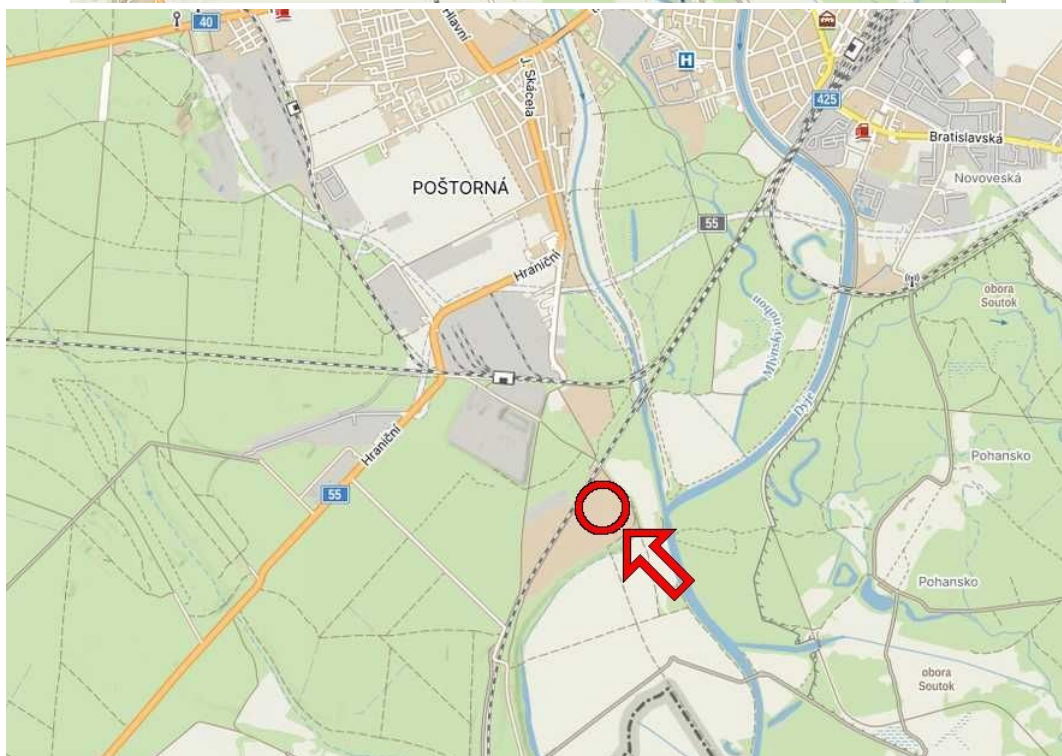 40
Hlavní
J. Skácela
H
425
Bratislavská
Novoveská
POŠTORNÁ
55
Hraniční
obora
Soutok
Mlýnský náhon
Dyje
Hraniční
55
Pohansko
Pohansko
obora
Soutok